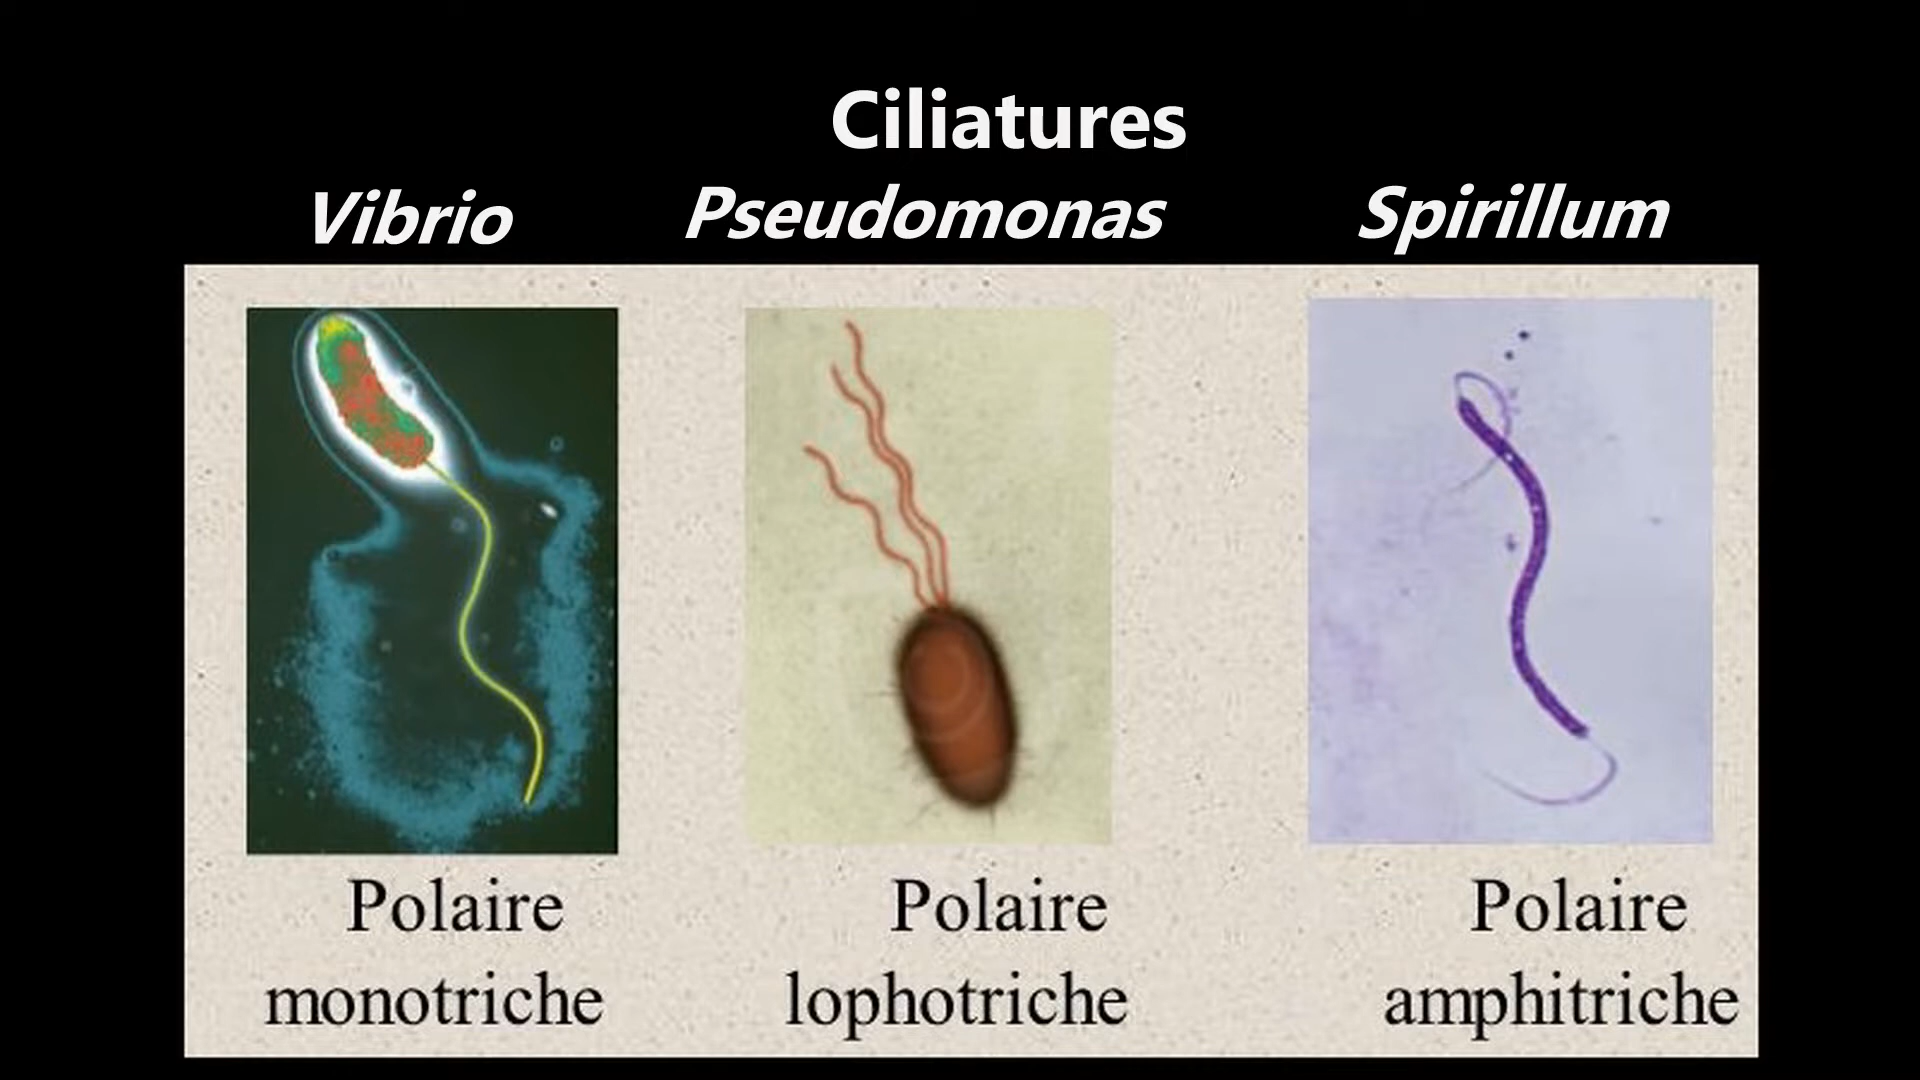 Ciliatures
Vibrio
Pseudomonas
Spirillum
Polaire
monotriche
Polaire
lophotriche
Polaire
amphitriche